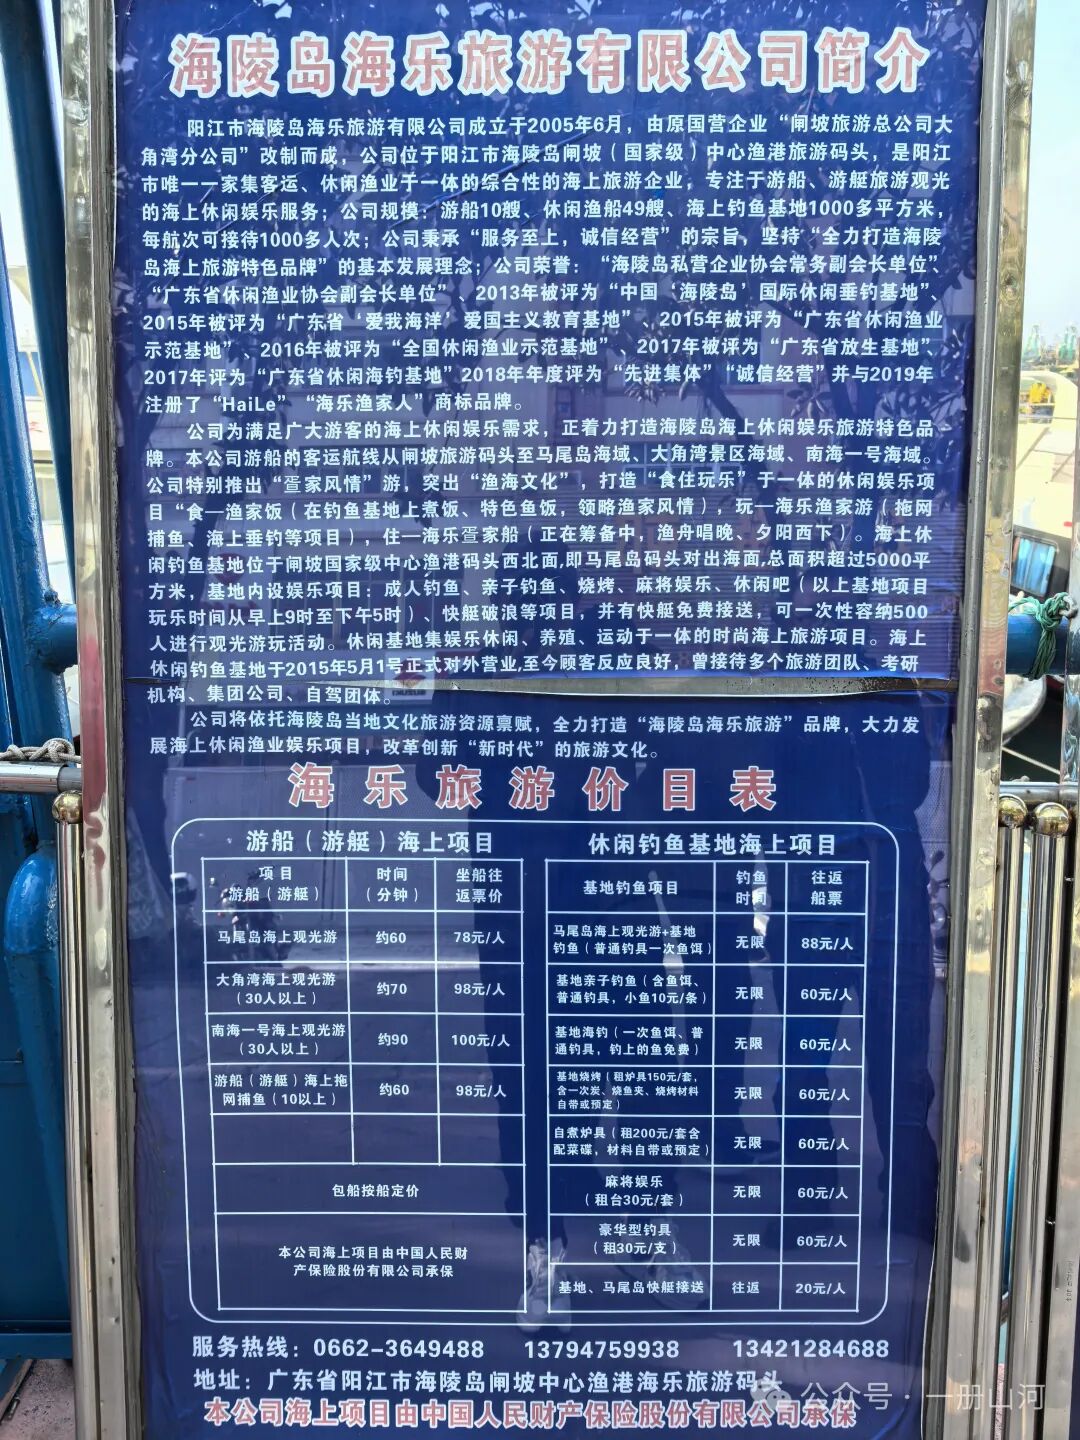 海陵岛海乐旅游有限公司简介
阳江市海陵岛海乐旅游有限公司成立于2005年6月，由原国营企业“闸坡旅游总公司大
角湾分公司”改制而成，公司位于阳江市海陵岛闸坡（国家级）中心渔港旅游码头，是阳江
市唯一一家集客运、休闲渔业于一体的综合性的海上旅游企业，专注于游船、游艇旅游观光
的海上休闲娱乐服务；公司规模：游船10艘、休闲渔船49艘、海上钓鱼基地1000多平方米，
每航次可接待1000多人次；公司秉承“服务至上，诚信经营”的宗旨，坚持“全力打造海陵
岛海上旅游特色品牌”的基本发展理念；公司荣誉：“海陵岛私营企业协会常务副会长单位”、
“广东省休闲渔业协会副会长单位”、2013年被评为“中国‘海陵岛’国际休闲垂钓基地”、
2015年被评为“广东省‘爱我海洋’爱国主义教育基地”、2015年被评为“广东省休闲渔业
示范基地”、2016年被评为“全国休闲渔业示范基地”、2017年被评为“广东省放生基地”、
2017年评为“广东省休闲海钓基地”2018年年度评为“先进集体”“诚信经营”并与2019年
注册了“HaiLe”“海乐渔家人”商标品牌。
公司为满足广大游客的海上休闲娱乐需求，正着力打造海陵岛海上休闲娱乐旅游特色品
牌。本公司游船的客运航线从闸坡旅游码头至马尾岛海域、大角湾景区海域、南海一号海域。
公司特别推出“疍家风情”游，突出“渔海文化”，打造“食住玩乐”于一体的休闲娱乐项
目“食—渔家饭（在钓鱼基地上煮饭、特色鱼饭，领略渔家风情），玩—海乐渔家游（拖网
捕鱼、海上垂钓等项目），住—海乐疍家船（正在筹备中，渔舟唱晚、夕阳西下）。海上休
闲钓鱼基地位于闸坡国家级中心渔港码头西北面,即马尾岛码头对出海面,总面积超过5000平
方米，基地内设娱乐项目：成人钓鱼、亲子钓鱼、烧烤、麻将娱乐、休闲吧（以上基地项目
玩乐时间从早上9时至下午5时）、快艇破浪等项目，并有快艇免费接送，可一次性容纳500
人进行观光游玩活动。休闲基地集娱乐休闲、养殖、运动于一体的时尚海上旅游项目。海上
休闲钓鱼基地于2015年5月1号正式对外营业,至今顾客反应良好，曾接待多个旅游团队、考研
机构、集团公司、自驾团体。
公司将依托海陵岛当地文化旅游资源禀赋，全力打造“海陵岛海乐旅游”品牌，大力发
展海上休闲渔业娱乐项目，改革创新“新时代”的旅游文化。
海乐旅游价目表
游船（游艇）海上项目
项目
游船（游艇）
时间
（分钟）
坐船往
返票价
马尾岛海上观光游 约60 78元/人
大角湾海上观光游
（30人以上）
约70 98元/人
南海一号海上观光游
（30人以上）
约90 100元/人
游船（游艇）海上拖
网捕鱼（10以上）
约60 98元/人
包船按船定价
本公司海上项目由中国人民财
产保险股份有限公司承保
休闲钓鱼基地海上项目
基地钓鱼项目
钓鱼
时间
往返
船票
马尾岛海上观光游+基地
钓鱼（普通钓具一次鱼饵）
无限 88元/人
基地亲子钓鱼（含鱼饵、
普通钓具，小鱼10元/条）
无限 60元/人
基地海钓（一次鱼饵、普
通钓具，钓上的鱼免费）
无限 60元/人
基地烧烤（租炉具150元/套，
含一次炭、烧鱼夹、烧烤材料
自带或预定）
无限 60元/人
自煮炉具（租200元/套含
配菜碟，材料自带或预定）
无限 60元/人
麻将娱乐
（租台30元/套）
无限 60元/人
豪华型钓具
（租30元/支）
无限 60元/人
基地、马尾岛快艇接送 往返 20元/人
服务热线：0662-3649488 13794759938 13421284688
地址：广东省阳江市海陵岛闸坡中心渔港海乐旅游码头
本公司海上项目由中国人民财产保险股份有限公司承保
公众号·一册山河